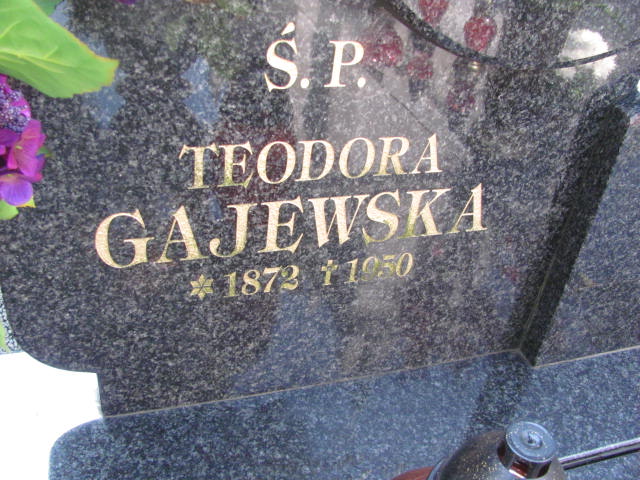 Ś.P.
TEODORA
GAJEWSKA
*1872 †1950